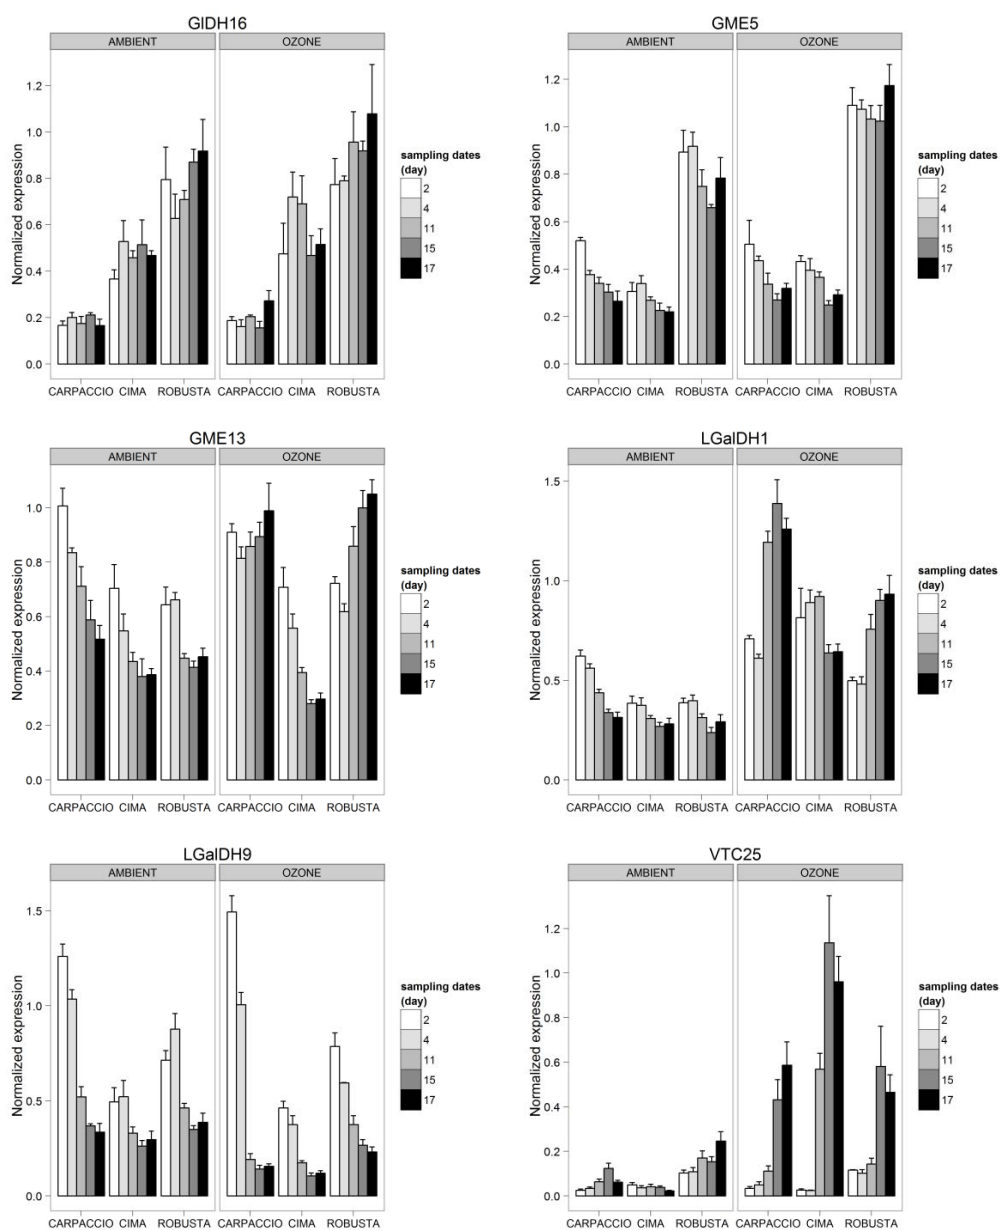 GlDH16
AMBIENT OZONE
Normalized expression
1.2
1.0
0.8
0.6
0.4
0.2
0.0
CARPACCIO CIMA ROBUSTA CARPACCIO CIMA ROBUSTA
sampling dates
(day)
2
4
11
15
17
GME5
AMBIENT OZONE
Normalized expression
1.2
1.0
0.8
0.6
0.4
0.2
0.0
CARPACCIO CIMA ROBUSTA CARPACCIO CIMA ROBUSTA
sampling dates
(day)
2
4
11
15
17
GME13
AMBIENT OZONE
Normalized expression
1.0
0.8
0.6
0.4
0.2
0.0
CARPACCIO CIMA ROBUSTA CARPACCIO CIMA ROBUSTA
sampling dates
(day)
2
4
11
15
17
LGalDH1
AMBIENT OZONE
Normalized expression
1.5
1.0
0.5
0.0
CARPACCIO CIMA ROBUSTA CARPACCIO CIMA ROBUSTA
sampling dates
(day)
2
4
11
15
17
LGalDH9
AMBIENT OZONE
Normalized expression
1.5
1.0
0.5
0.0
CARPACCIO CIMA ROBUSTA CARPACCIO CIMA ROBUSTA
sampling dates
(day)
2
4
11
15
17
VTC25
AMBIENT OZONE
Normalized expression
1.2
1.0
0.8
0.6
0.4
0.2
0.0
CARPACCIO CIMA ROBUSTA CARPACCIO CIMA ROBUSTA
sampling dates
(day)
2
4
11
15
17